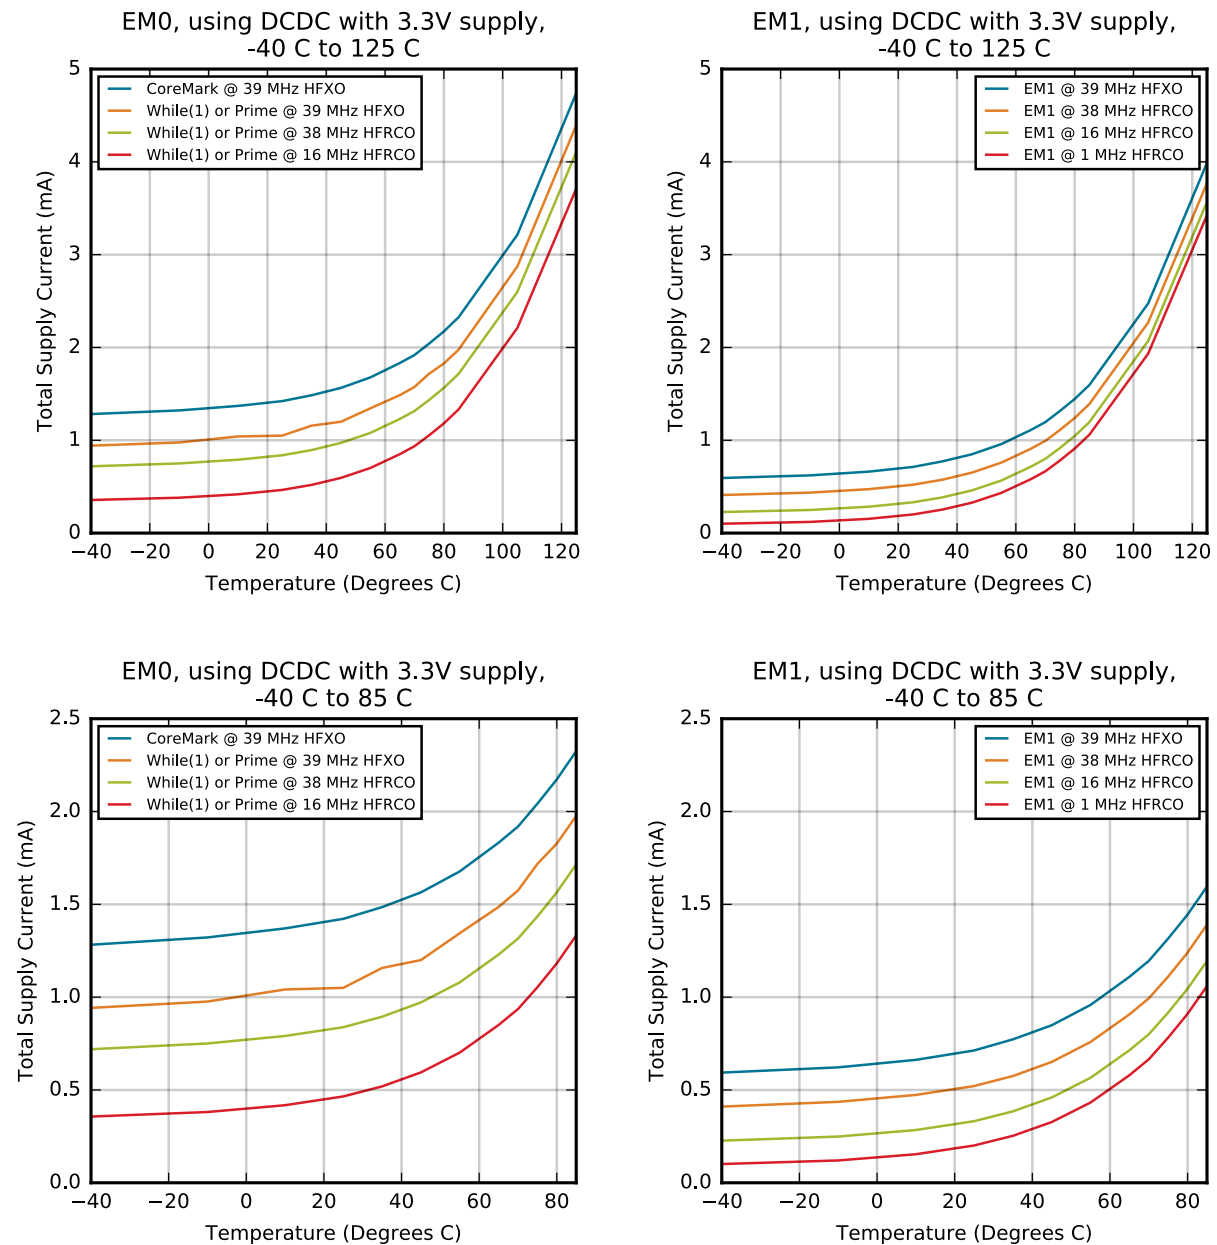 EM0, using DCDC with 3.3V supply,
-40 C to 125 C
5
4
3
2
1
0
Total Supply Current (mA)
CoreMark @ 39 MHz HFXO
While(1) or Prime @ 39 MHz HFXO
While(1) or Prime @ 38 MHz HFRCO
While(1) or Prime @ 16 MHz HFRCO
−40 −20 0 20 40 60 80 100 120
Temperature (Degrees C)
EM1, using DCDC with 3.3V supply,
-40 C to 125 C
5
4
3
2
1
0
Total Supply Current (mA)
EM1 @ 39 MHz HFXO
EM1 @ 38 MHz HFRCO
EM1 @ 16 MHz HFRCO
EM1 @ 1 MHz HFRCO
−40 −20 0 20 40 60 80 100 120
Temperature (Degrees C)
EM0, using DCDC with 3.3V supply,
-40 C to 85 C
2.5
2.0
1.5
1.0
0.5
0.0
Total Supply Current (mA)
CoreMark @ 39 MHz HFXO
While(1) or Prime @ 39 MHz HFXO
While(1) or Prime @ 38 MHz HFRCO
While(1) or Prime @ 16 MHz HFRCO
−40 −20 0 20 40 60 80
Temperature (Degrees C)
EM1, using DCDC with 3.3V supply,
-40 C to 85 C
2.5
2.0
1.5
1.0
0.5
0.0
Total Supply Current (mA)
EM1 @ 39 MHz HFXO
EM1 @ 38 MHz HFRCO
EM1 @ 16 MHz HFRCO
EM1 @ 1 MHz HFRCO
−40 −20 0 20 40 60 80
Temperature (Degrees C)